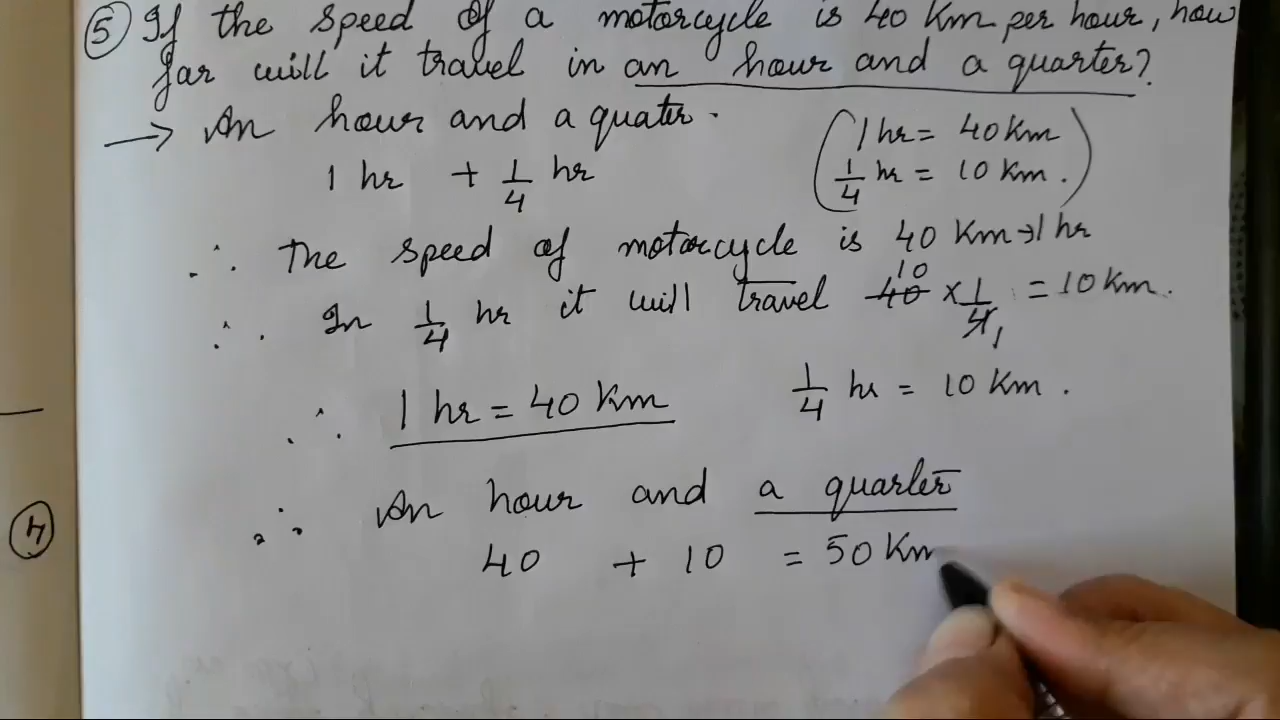 ⑤ If the speed of a motorcycle is 40 Km per hour, how
far will it travel in an hour and a quarter?
→ An hour and a quater.
1 hr + 1/4 hr
(1 hr = 40 Km
1/4 hr = 10 Km.)
∴ The speed of motorcycle is 40 Km → 1 hr
∴ In 1/4 hr it will travel 40 10 × 1/4 1 = 10 Km.
∴ 1 hr = 40 Km 1/4 hr = 10 Km.
∴ An hour and a quarter
40 + 10 = 50 Km